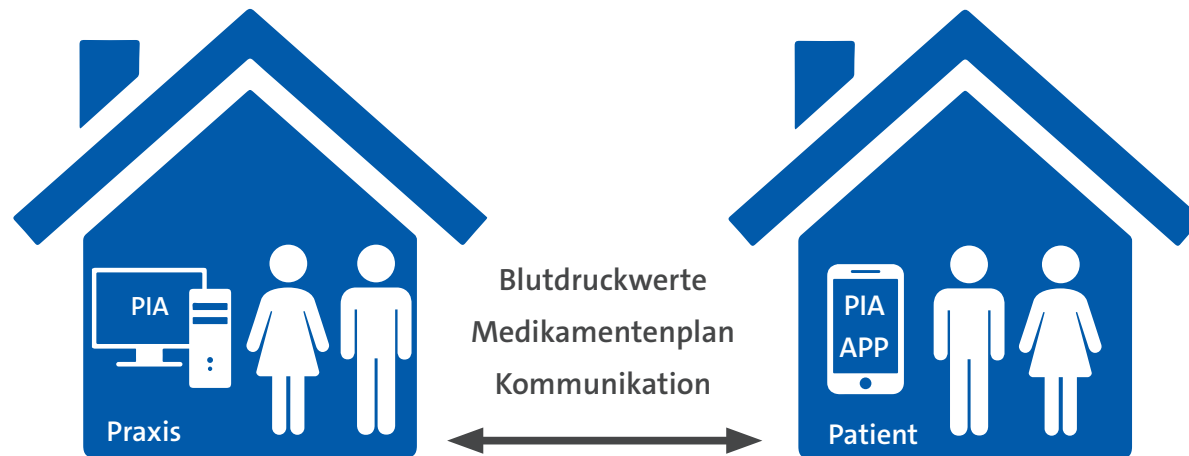 PIA
Praxis
Blutdruckwerte
Medikamentenplan
Kommunikation
PIA
APP
Patient